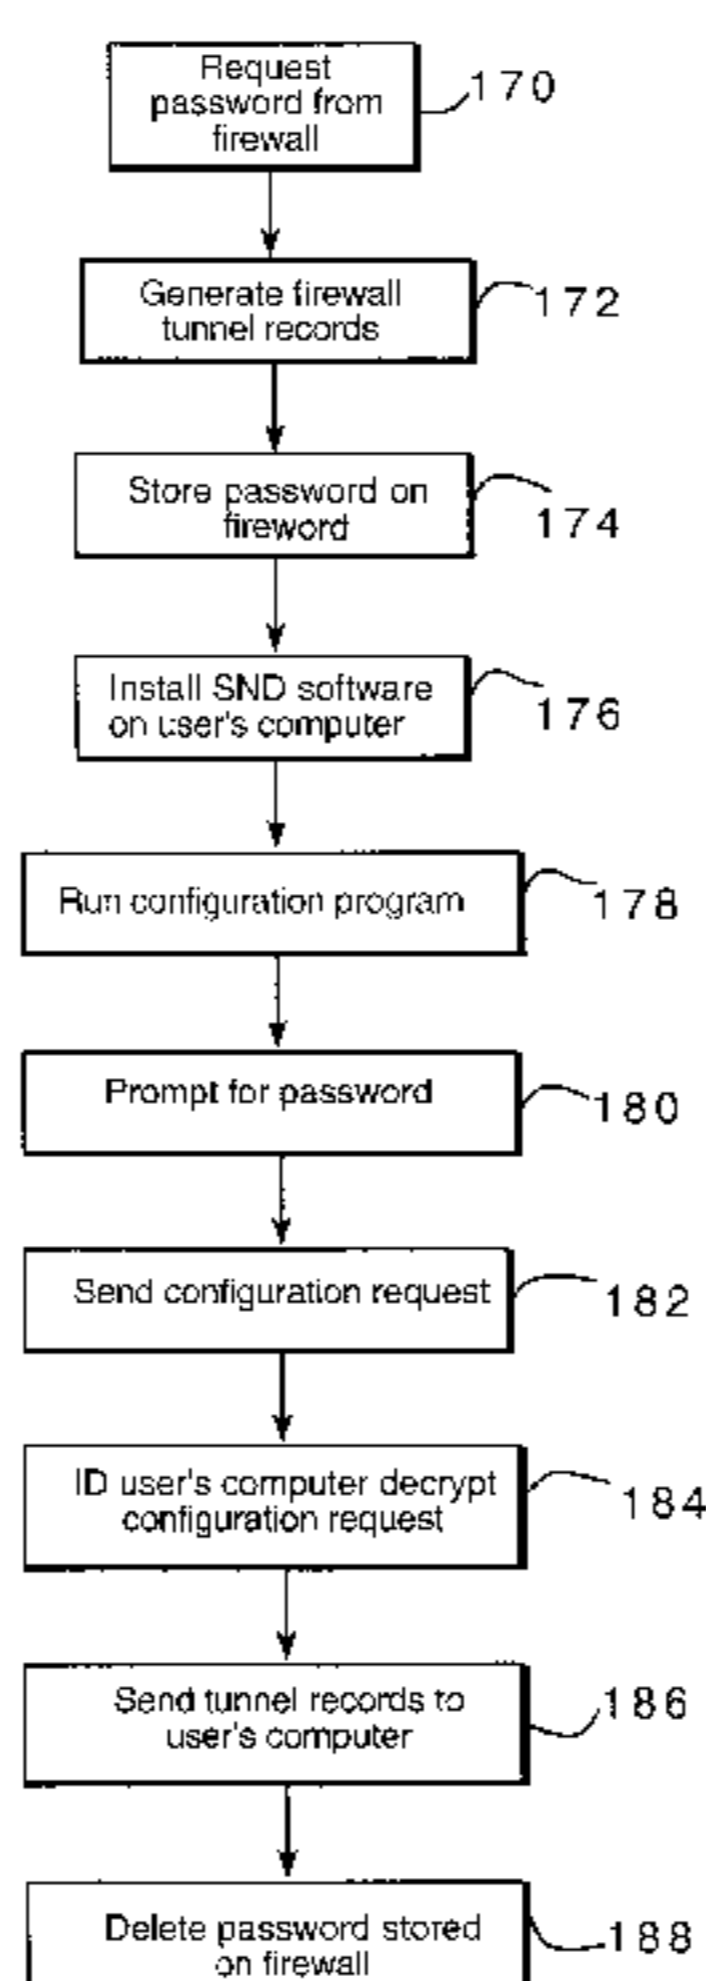 Request
password from
firewall
170
Generate firewall
tunnel records
172
Store password on
fireword
174
Install SND software
on user's computer
176
Run configuration program
178
Prompt for password
180
Send configuration request
182
ID user's computer decrypt
configuration request
184
Send tunnel records to
user's computer
186
Delete password stored
on firewall
188